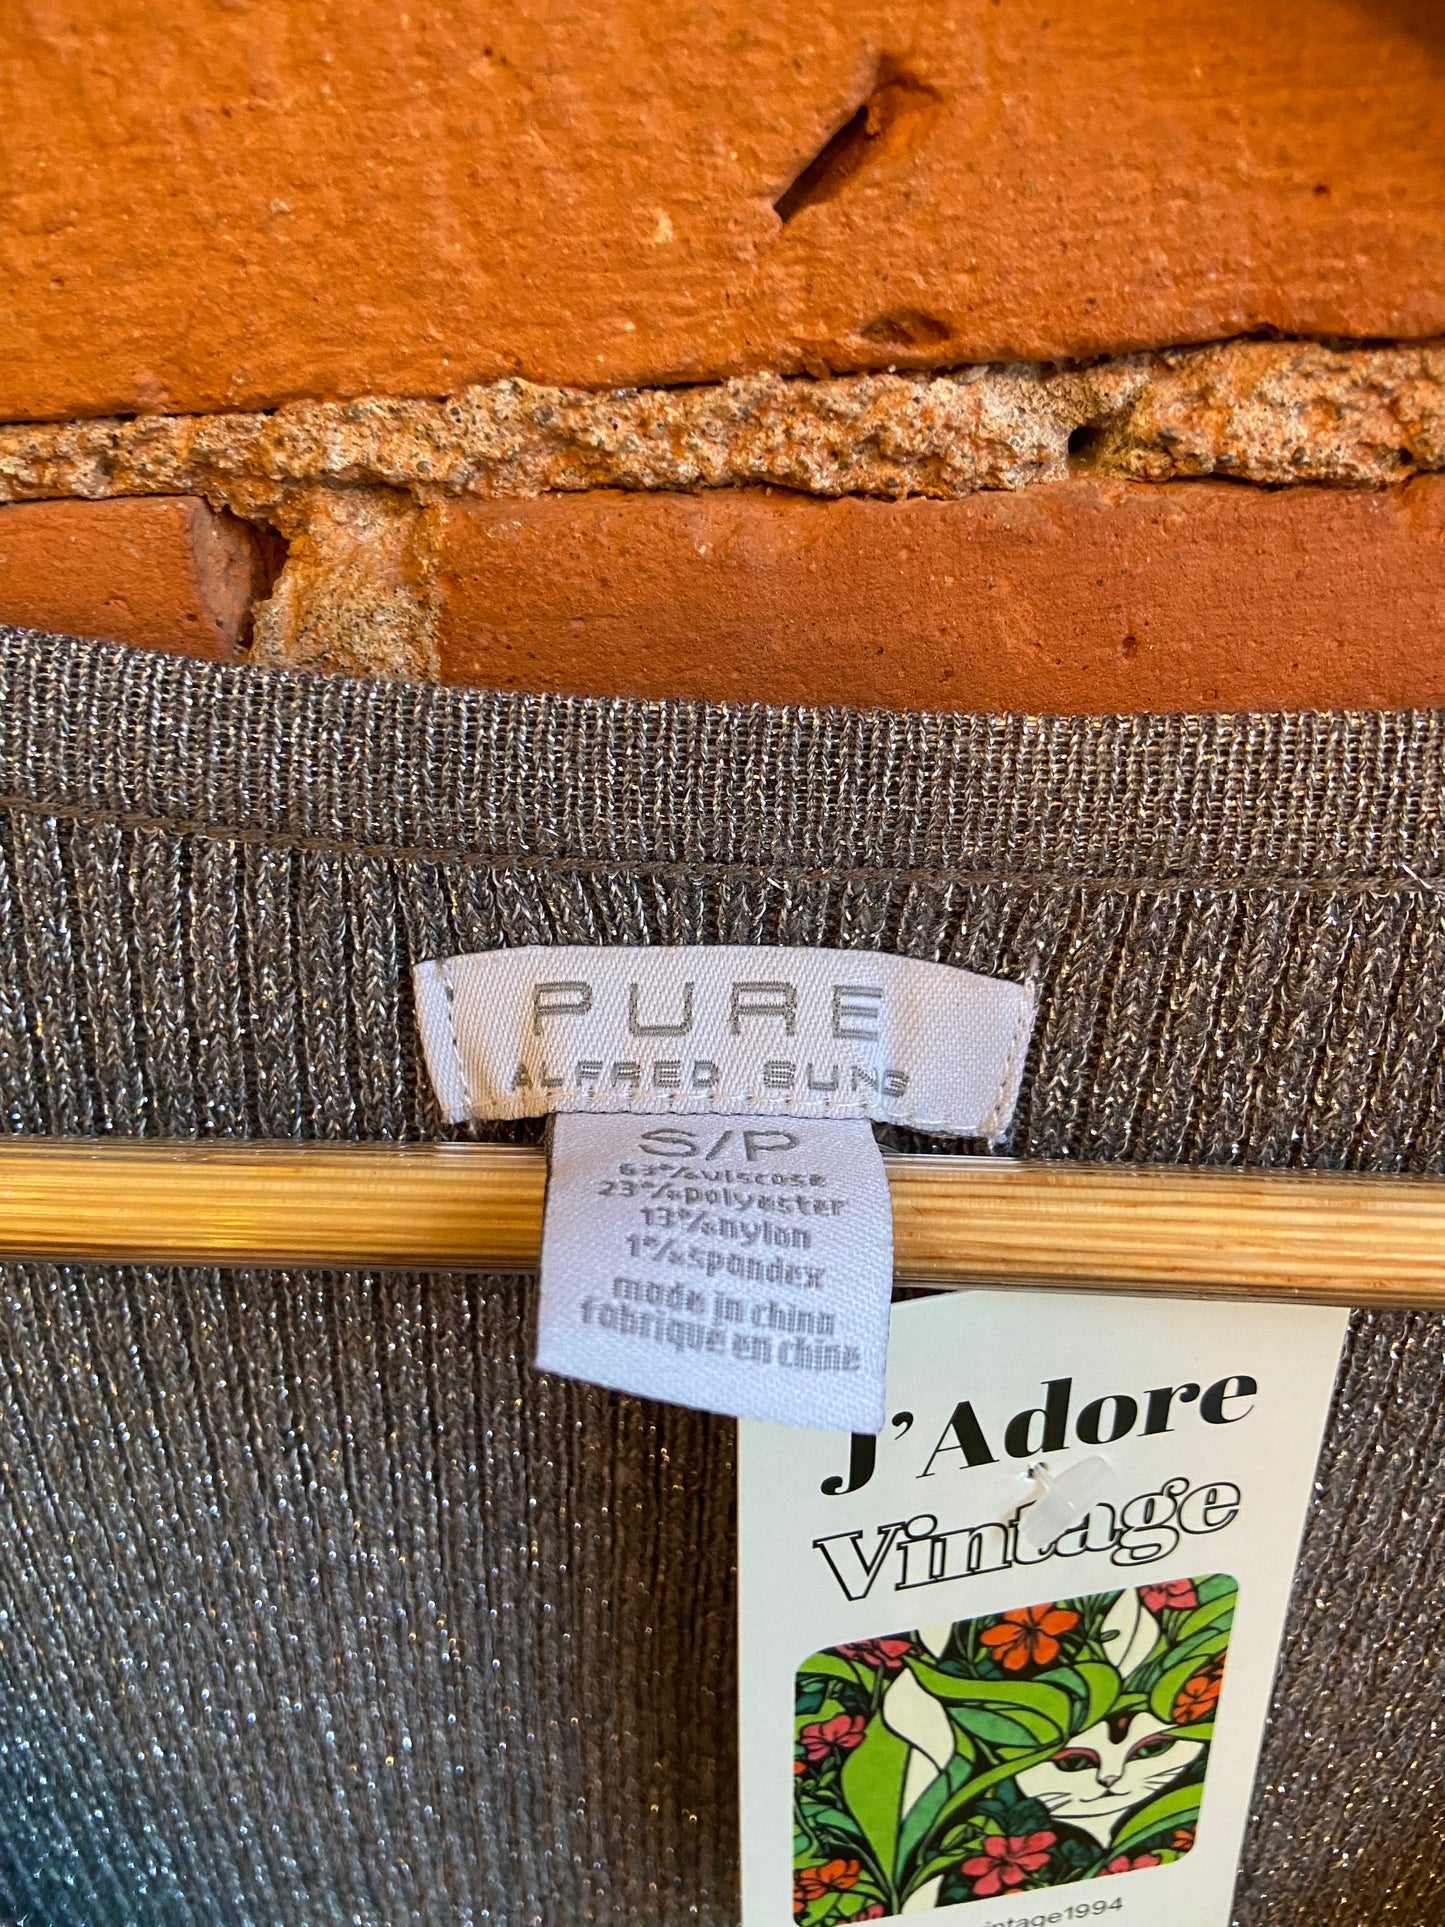 PURE
ALFRED SUNG
S/P
63%viscose
23%polyester
13%nylon
1%spandex
made in china
fabriqué en chine
J'Adore
Vintage
vintage1994